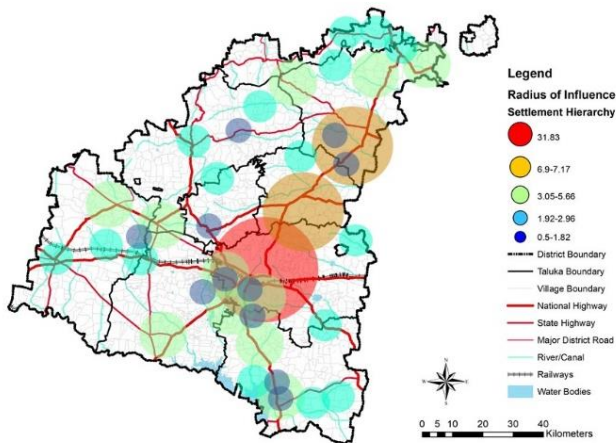 Legend
Radius of Influence
Settlement Hierarchy
31.83
6.9-7.17
3.05-5.66
1.92-2.96
0.5-1.82
District Boundary
Taluka Boundary
Village Boundary
National Highway
State Highway
Major District Road
River/Canal
Railways
Water Bodies
N
0 5 10 20 30 40
Kilometers